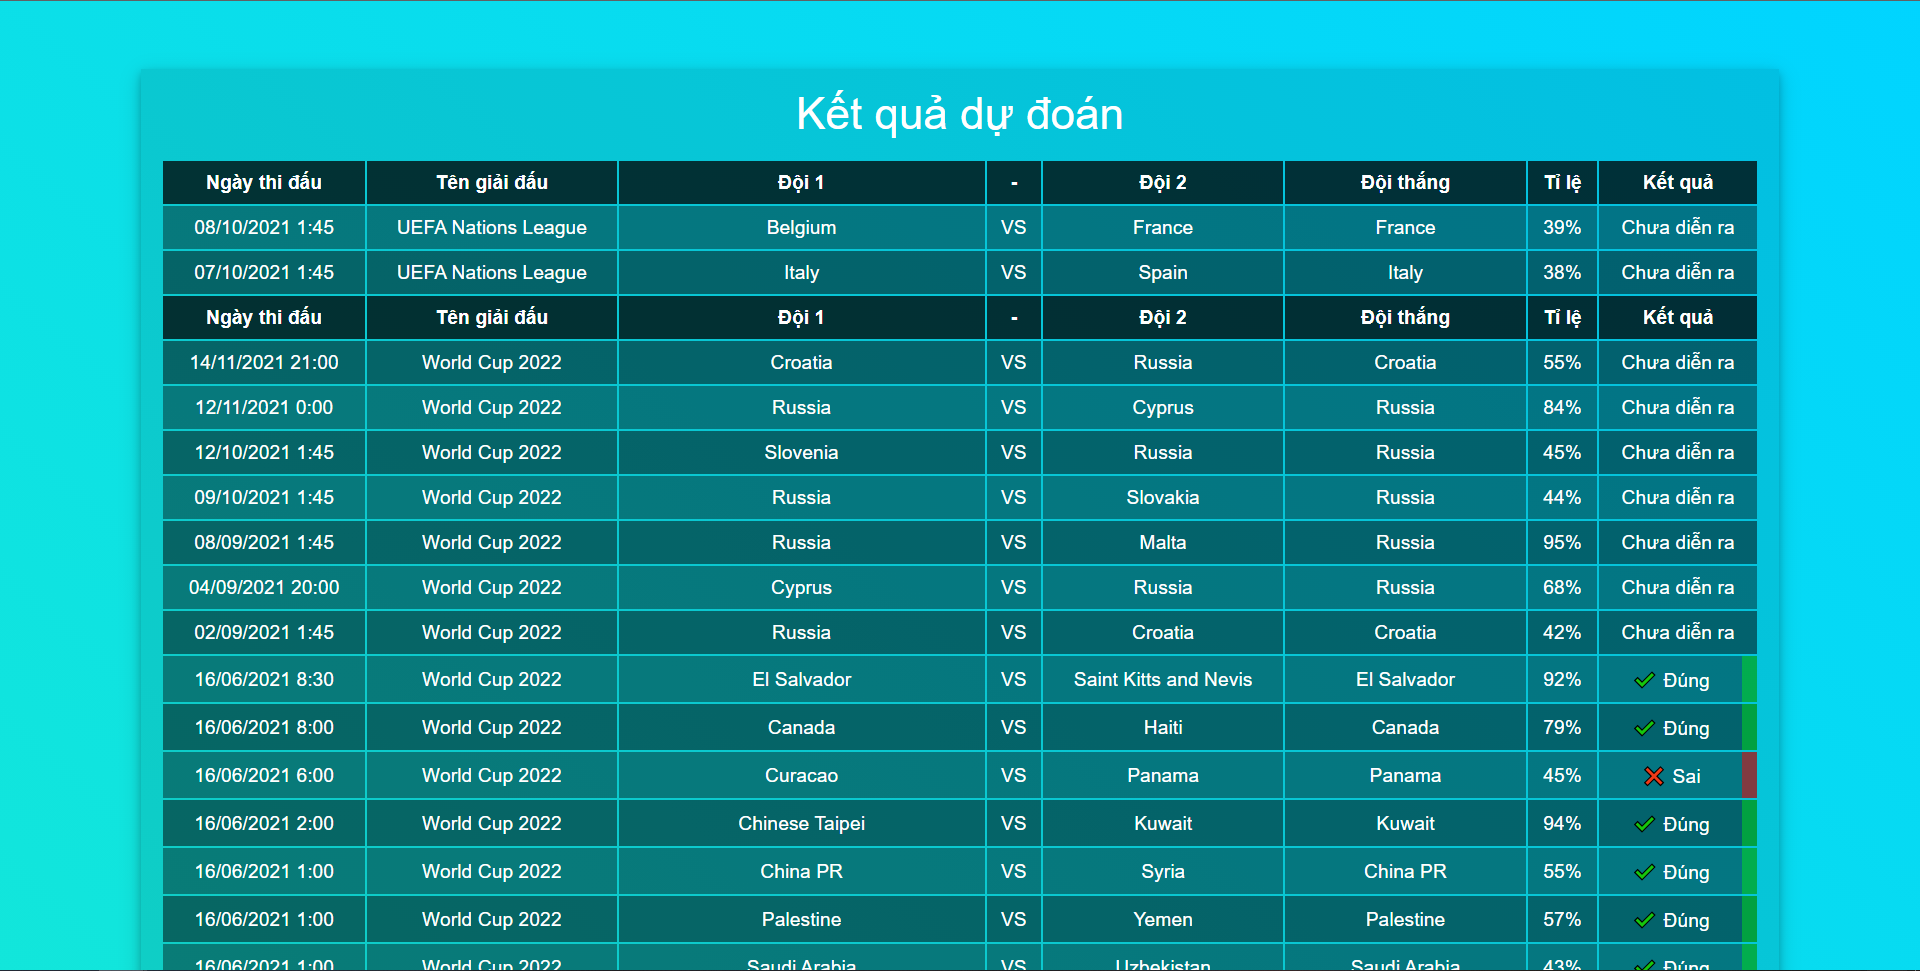 Kết quả dự đoán
Ngày thi đấu Tên giải đấu Đội 1 - Đội 2 Đội thắng Tỉ lệ Kết quả
08/10/2021 1:45 UEFA Nations League Belgium VS France France 39% Chưa diễn ra
07/10/2021 1:45 UEFA Nations League Italy VS Spain Italy 38% Chưa diễn ra
Ngày thi đấu Tên giải đấu Đội 1 - Đội 2 Đội thắng Tỉ lệ Kết quả
14/11/2021 21:00 World Cup 2022 Croatia VS Russia Croatia 55% Chưa diễn ra
12/11/2021 0:00 World Cup 2022 Russia VS Cyprus Russia 84% Chưa diễn ra
12/10/2021 1:45 World Cup 2022 Slovenia VS Russia Russia 45% Chưa diễn ra
09/10/2021 1:45 World Cup 2022 Russia VS Slovakia Russia 44% Chưa diễn ra
08/09/2021 1:45 World Cup 2022 Russia VS Malta Russia 95% Chưa diễn ra
04/09/2021 20:00 World Cup 2022 Cyprus VS Russia Russia 68% Chưa diễn ra
02/09/2021 1:45 World Cup 2022 Russia VS Croatia Croatia 42% Chưa diễn ra
16/06/2021 8:30 World Cup 2022 El Salvador VS Saint Kitts and Nevis El Salvador 92% Đúng
16/06/2021 8:00 World Cup 2022 Canada VS Haiti Canada 79% Đúng
16/06/2021 6:00 World Cup 2022 Curacao VS Panama Panama 45% Sai
16/06/2021 2:00 World Cup 2022 Chinese Taipei VS Kuwait Kuwait 94% Đúng
16/06/2021 1:00 World Cup 2022 China PR VS Syria China PR 55% Đúng
16/06/2021 1:00 World Cup 2022 Palestine VS Yemen Palestine 57% Đúng
16/06/2021 1:00 World Cup 2022 Saudi Arabia VS Uzbekistan Saudi Arabia 43% Đúng